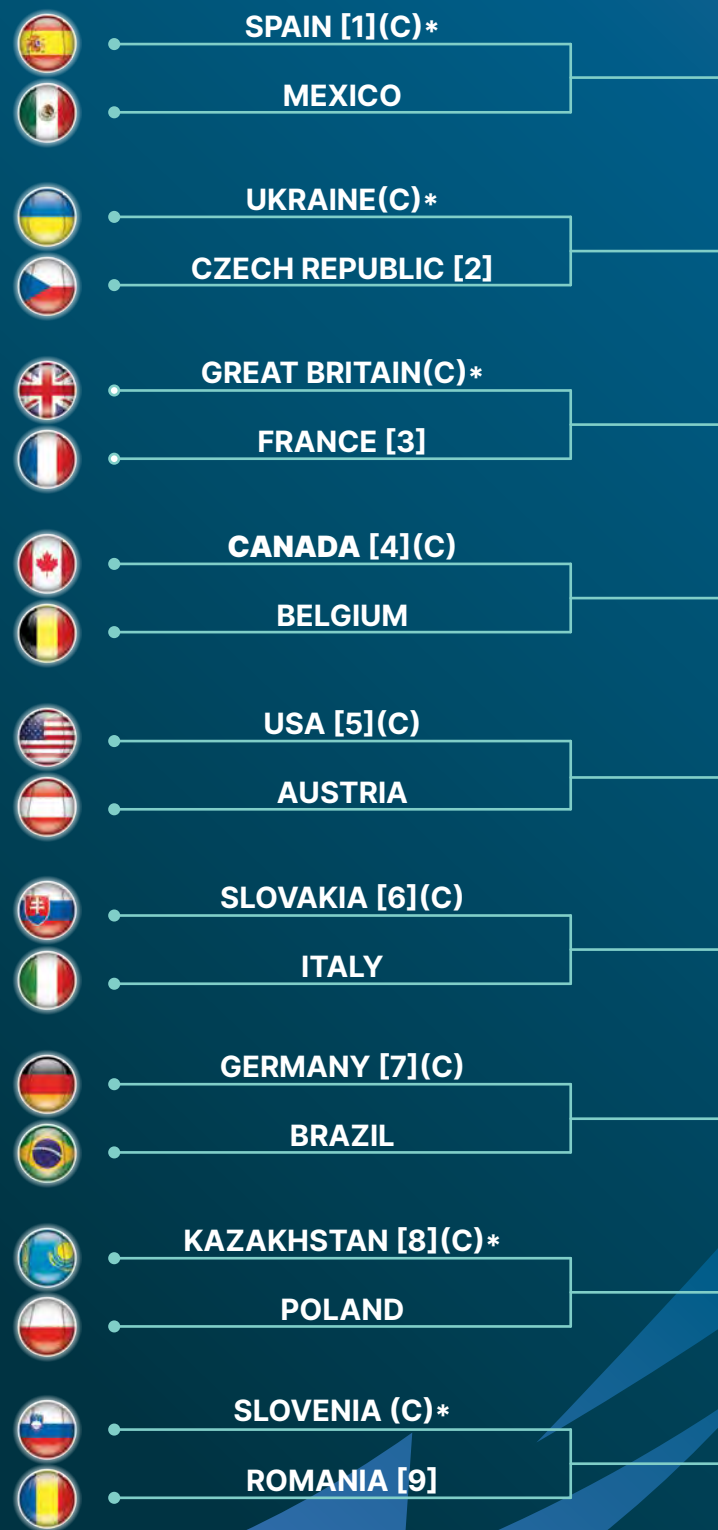 SPAIN [1](C)*
MEXICO
UKRAINE(C)*
CZECH REPUBLIC [2]
GREAT BRITAIN(C)*
FRANCE [3]
CANADA [4](C)
BELGIUM
USA [5](C)
AUSTRIA
SLOVAKIA [6](C)
ITALY
GERMANY [7](C)
BRAZIL
KAZAKHSTAN [8](C)*
POLAND
SLOVENIA (C)*
ROMANIA [9]